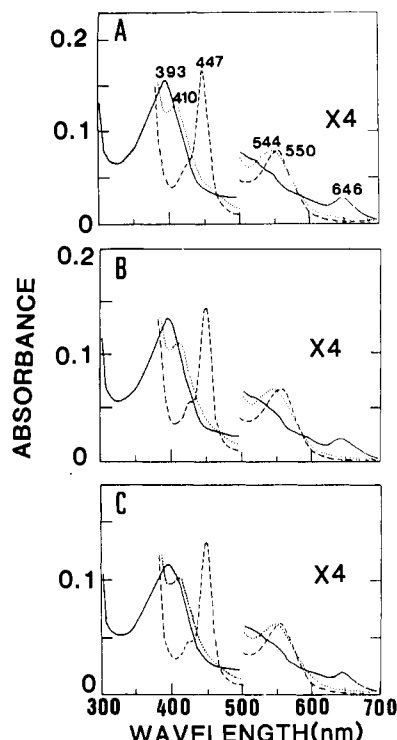 0.2
A
447
393
410
X4
0.1
544
550
646
0
0.2
B
0.1
X4
0
ABSORBANCE
C
X4
0.1
0
300 400 500 600 700
WAVELENGTH(nm)